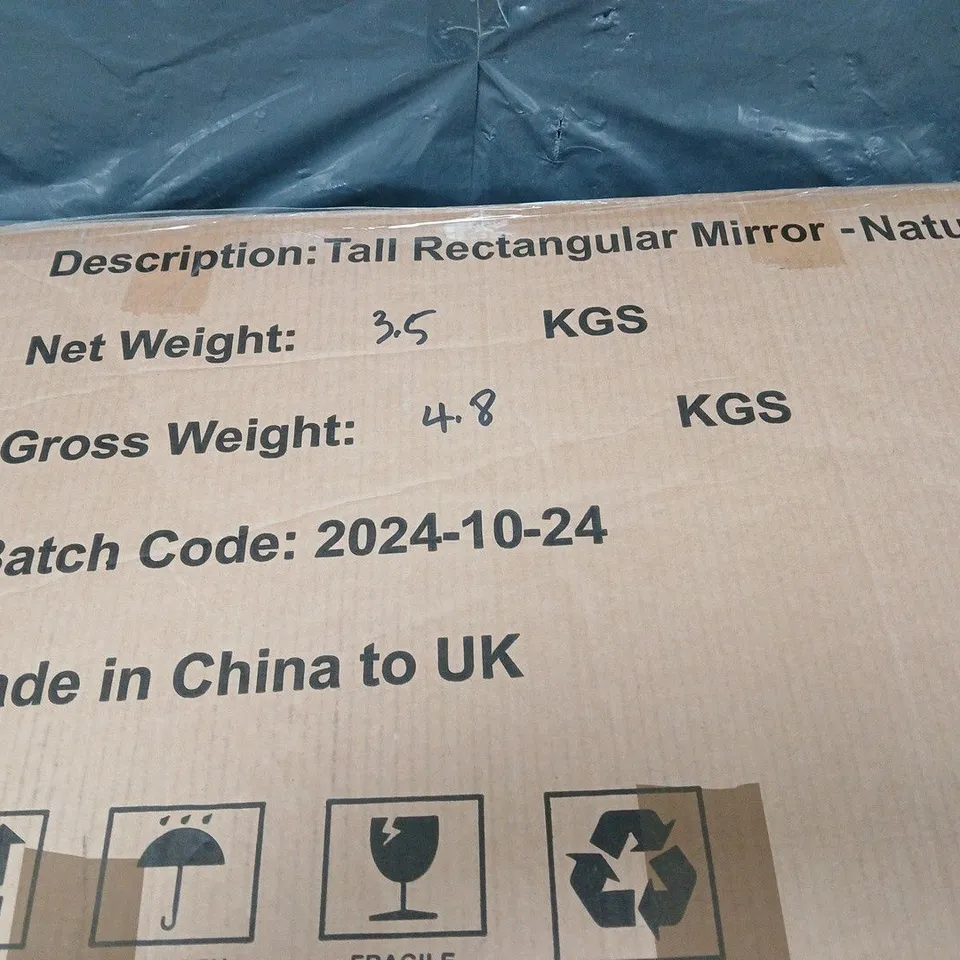 Description: Tall Rectangular Mirror - Natu
Net Weight: 3.5 KGS
Gross Weight: 4.8 KGS
Batch Code: 2024-10-24
ade in China to UK
FRAGILE